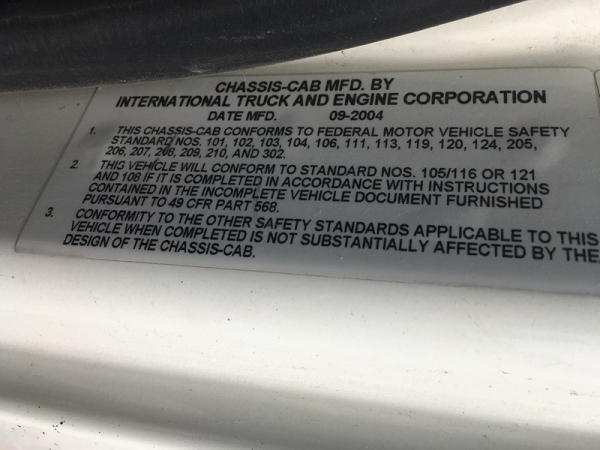 CHASSIS-CAB MFD. BY
INTERNATIONAL TRUCK AND ENGINE CORPORATION
DATE MFD. 09-2004
1. THIS CHASSIS-CAB CONFORMS TO FEDERAL MOTOR VEHICLE SAFETY
STANDARD NOS. 101, 102, 103, 104, 106, 111, 113, 119, 120, 124, 205,
206, 207, 208, 209, 210, AND 302.
2. THIS VEHICLE WILL CONFORM TO STANDARD NOS. 105/116 OR 121
AND 108 IF IT IS COMPLETED IN ACCORDANCE WITH INSTRUCTIONS
CONTAINED IN THE INCOMPLETE VEHICLE DOCUMENT FURNISHED
PURSUANT TO 49 CFR PART 568.
3. CONFORMITY TO THE OTHER SAFETY STANDARDS APPLICABLE TO THIS
VEHICLE WHEN COMPLETED IS NOT SUBSTANTIALLY AFFECTED BY THE
DESIGN OF THE CHASSIS-CAB.